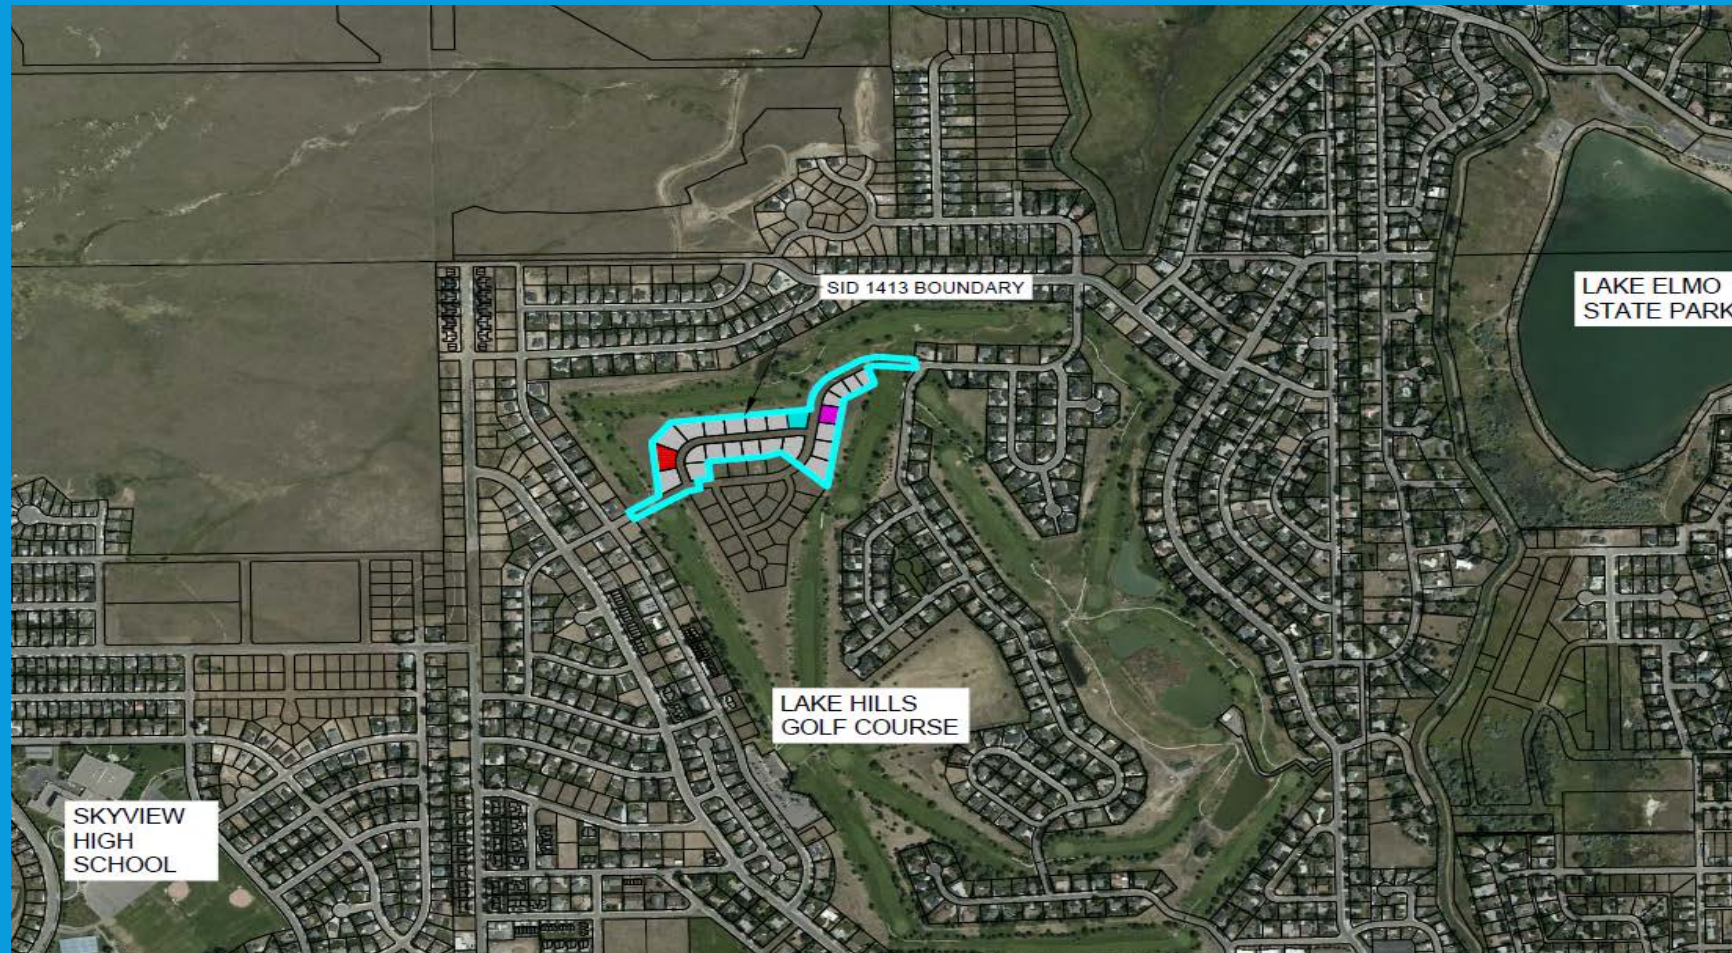 SID 1413 BOUNDARY
LAKE ELMO
STATE PARK
LAKE HILLS
GOLF COURSE
SKYVIEW
HIGH
SCHOOL